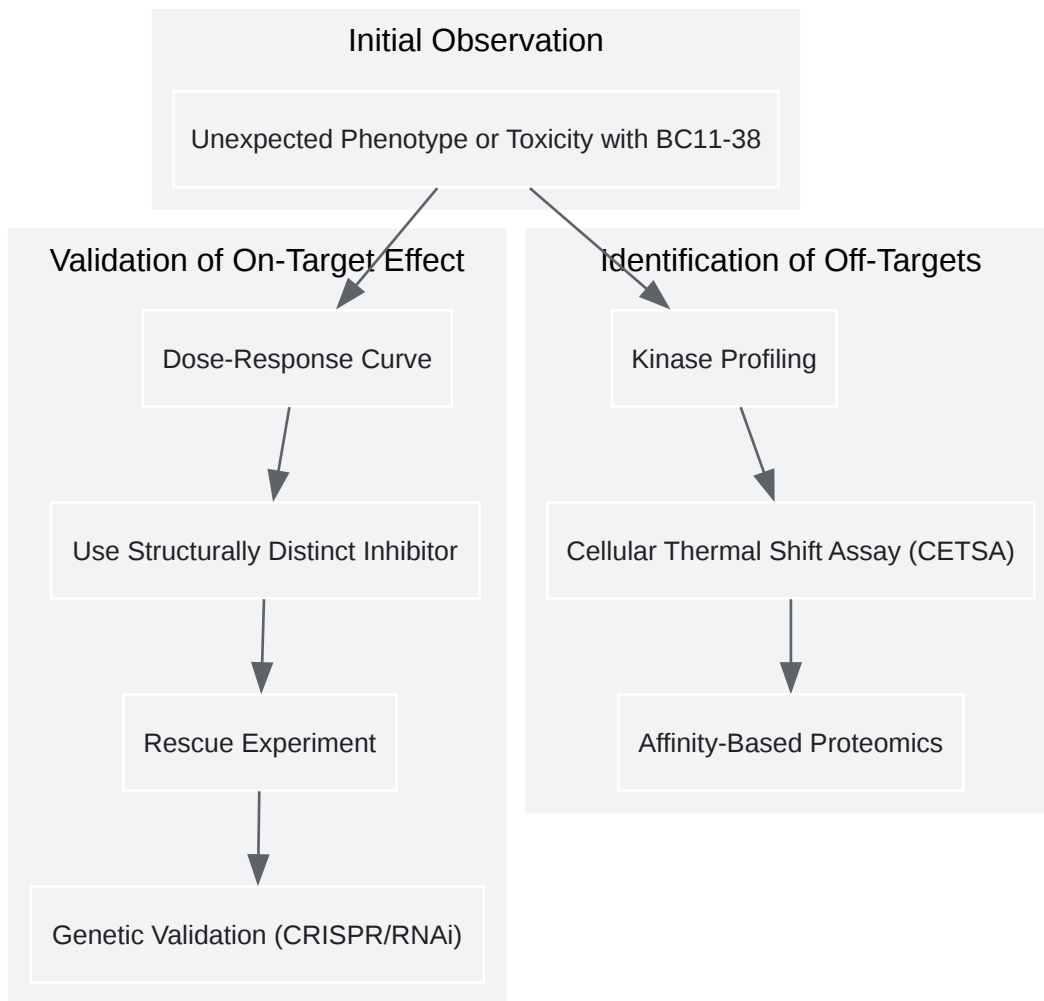 Initial Observation
Unexpected Phenotype or Toxicity with BC11-38
Validation of On-Target Effect
Dose-Response Curve
Use Structurally Distinct Inhibitor
Rescue Experiment
Genetic Validation (CRISPR/RNAi)
Identification of Off-Targets
Kinase Profiling
Cellular Thermal Shift Assay (CETSA)
Affinity-Based Proteomics